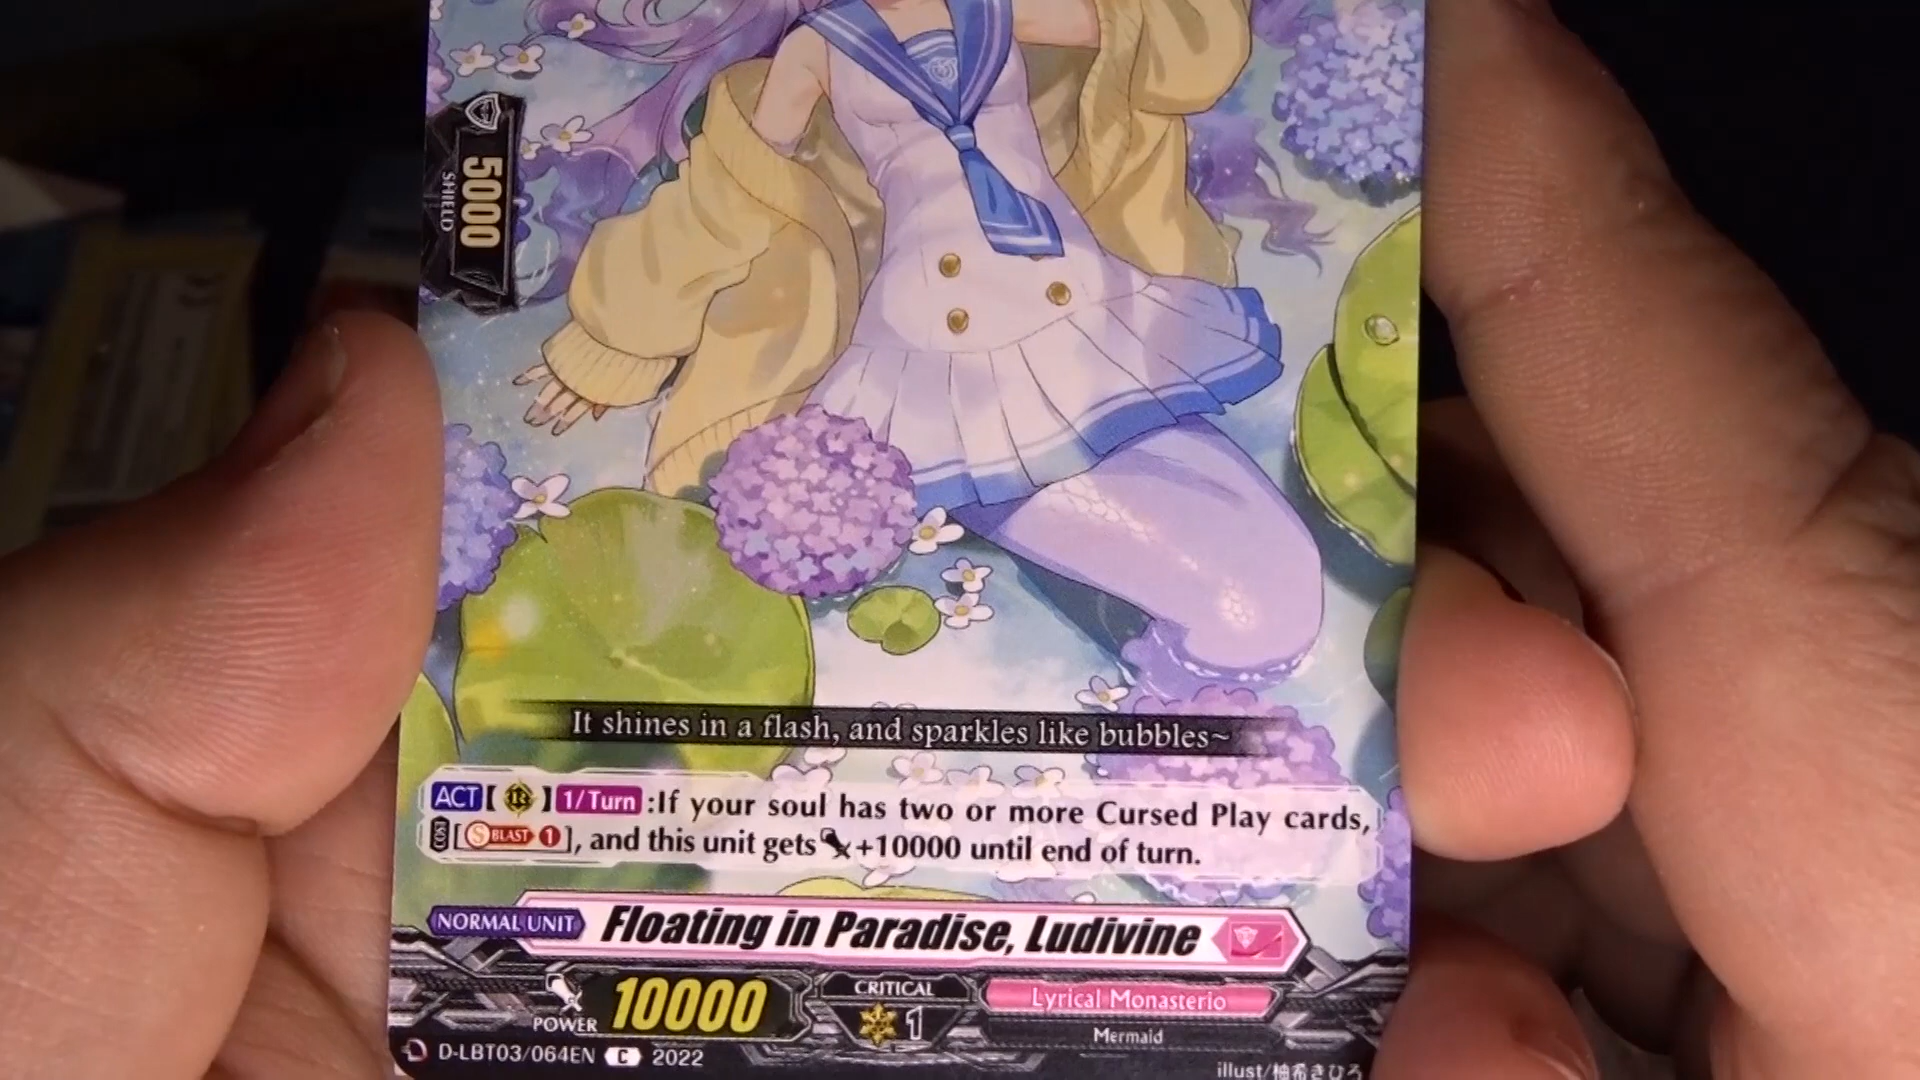 5000
SHIELD
It shines in a flash, and sparkles like bubbles~
ACT【R】1/Turn :If your soul has two or more Cursed Play cards,
COST [S BLAST 1], and this unit gets +10000 until end of turn.
NORMAL UNIT Floating in Paradise, Ludivine
POWER 10000 CRITICAL 1 Lyrical Monasterio
Mermaid
D-LBT03/064EN C 2022
illust/柚希きひろ